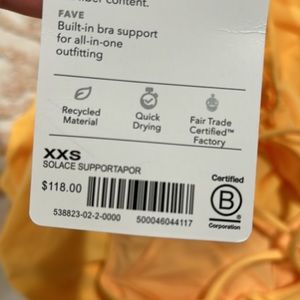 content.
FAVE
Built-in bra support
for all-in-one
outfitting
Recycled
Material
Quick
Drying
Fair Trade
Certified™
Factory
XXS
SOLACE SUPPORTAPOR
$118.00
538823-02-2-0000 500046044117
Certified
B
Corporation